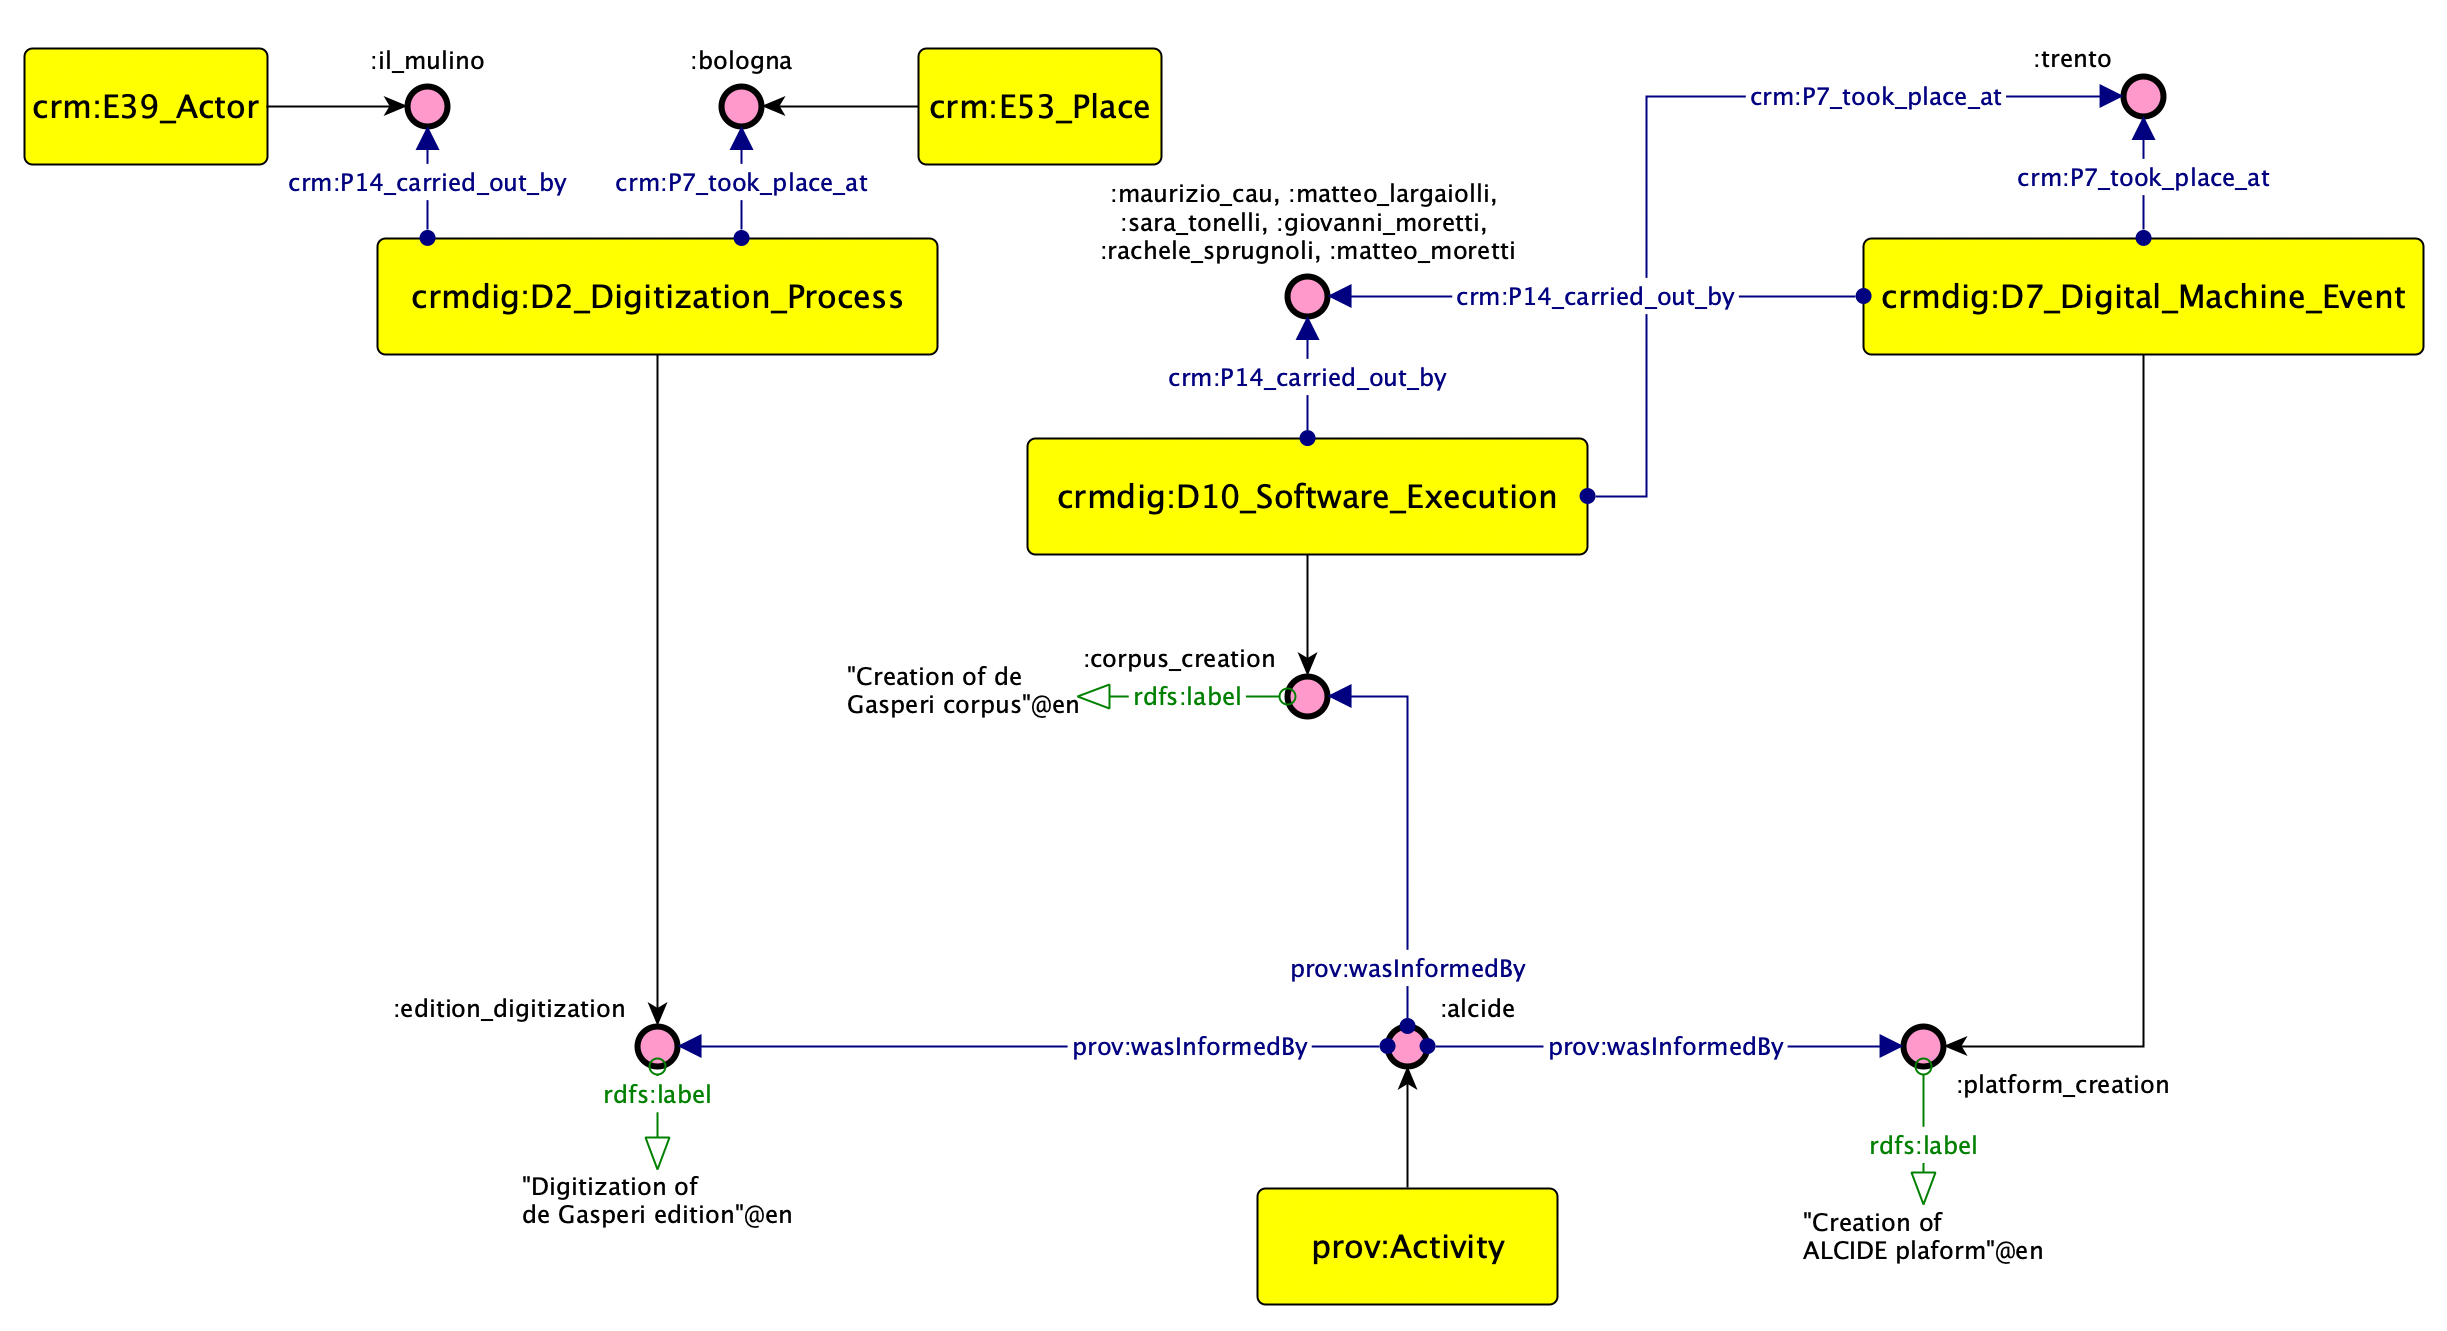 :il_mulino
:bologna
:trento
crm:E39_Actor
crm:E53_Place
crm:P7_took_place_at
crm:P14_carried_out_by
crm:P7_took_place_at
crm:P7_took_place_at
:maurizio_cau, :matteo_largaiolli,
:sara_tonelli, :giovanni_moretti,
:rachele_sprugnoli, :matteo_moretti
crmdig:D2_Digitization_Process
crm:P14_carried_out_by
crmdig:D7_Digital_Machine_Event
crm:P14_carried_out_by
crmdig:D10_Software_Execution
:corpus_creation
"Creation of de
Gasperi corpus"@en
rdfs:label
prov:wasInformedBy
:edition_digitization
:alcide
prov:wasInformedBy
prov:wasInformedBy
:platform_creation
rdfs:label
rdfs:label
"Digitization of
de Gasperi edition"@en
"Creation of
ALCIDE plaform"@en
prov:Activity